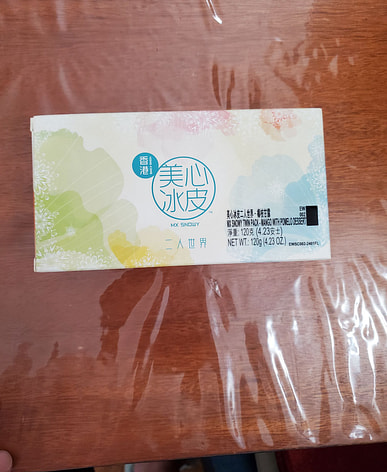 香港
美心
冰皮
MX SNOWY
二人世界
美心冰皮二人世界 - 楊枝甘露
MX SNOWY TWIN PACK - MANGO WITH POMELO DESSERT
淨重: 120克 (4.23安士)
NET WT.: 120g (4.23 OZ.)